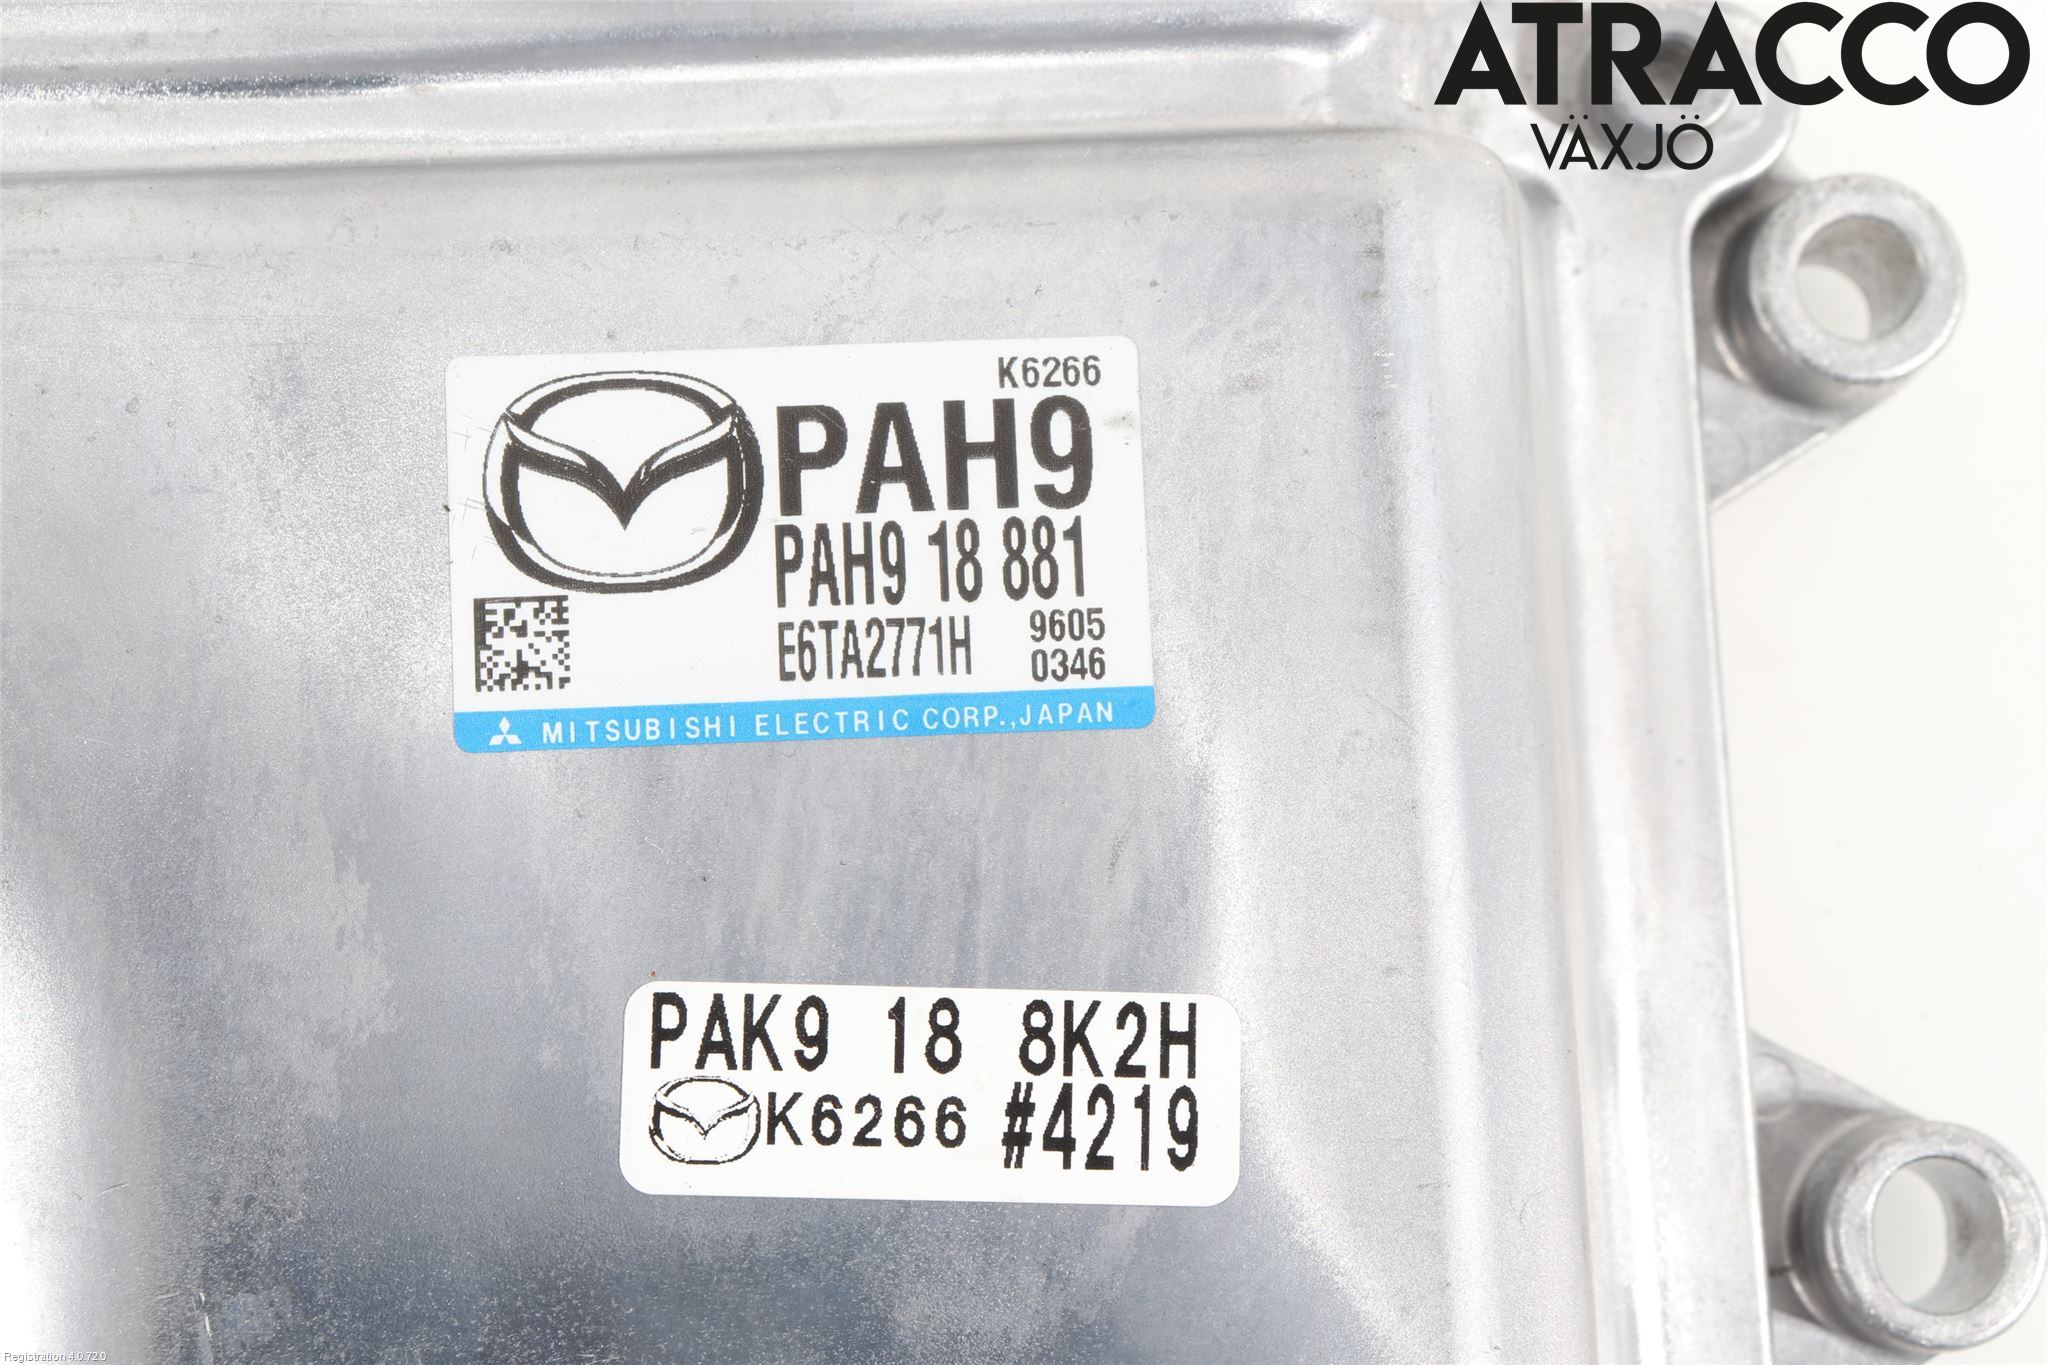 ATRACCO
VÄXJÖ
K6266
PAH9
PAH9 18 881
E6TA2771H
9605
0346
MITSUBISHI ELECTRIC CORP.,JAPAN
PAK9 18 8K2H
K6266 #4219
Registration 4.0.72.0